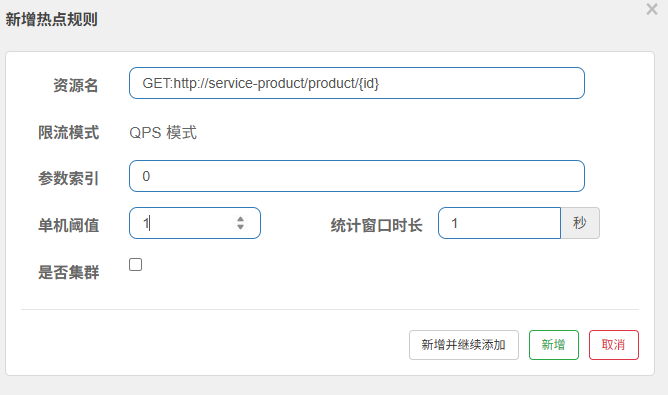 新增热点规则
×
资源名 GET:http://service-product/product/{id}
限流模式 QPS 模式
参数索引 0
单机阈值 1 统计窗口时长 1 秒
是否集群
新增并继续添加 新增 取消